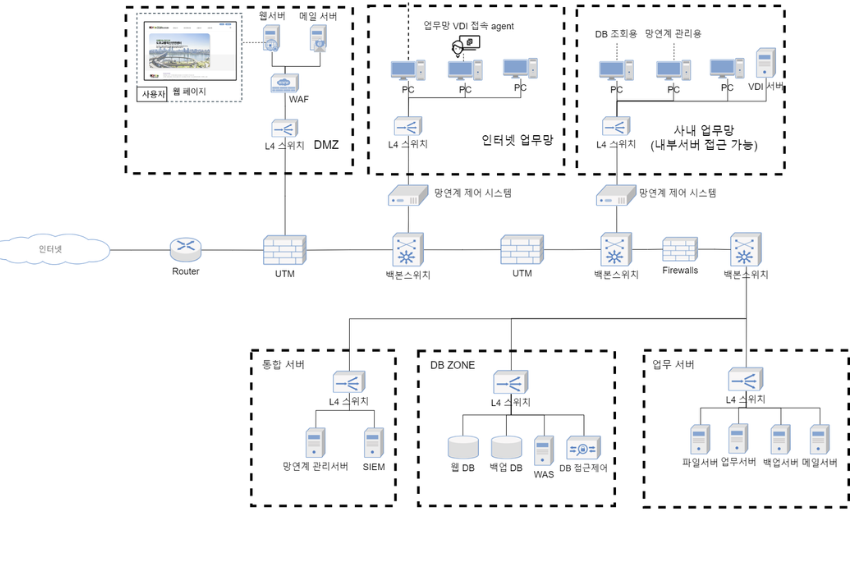 웹서버
메일 서버
사용자
웹 페이지
WAF
L4 스위치
DMZ
업무망 VDI 접속 agent
PC
PC
PC
L4 스위치
인터넷 업무망
DB 조회용
망연계 관리용
PC
PC
PC
VDI 서버
L4 스위치
사내 업무망
(내부서버 접근 가능)
망연계 제어 시스템
망연계 제어 시스템
인터넷
Router
UTM
백본스위치
UTM
백본스위치
Firewalls
백본스위치
통합 서버
L4 스위치
망연계 관리서버
SIEM
DB ZONE
L4 스위치
웹 DB
백업 DB
WAS
DB 접근제어
업무 서버
L4 스위치
파일서버
업무서버
백업서버
메일서버